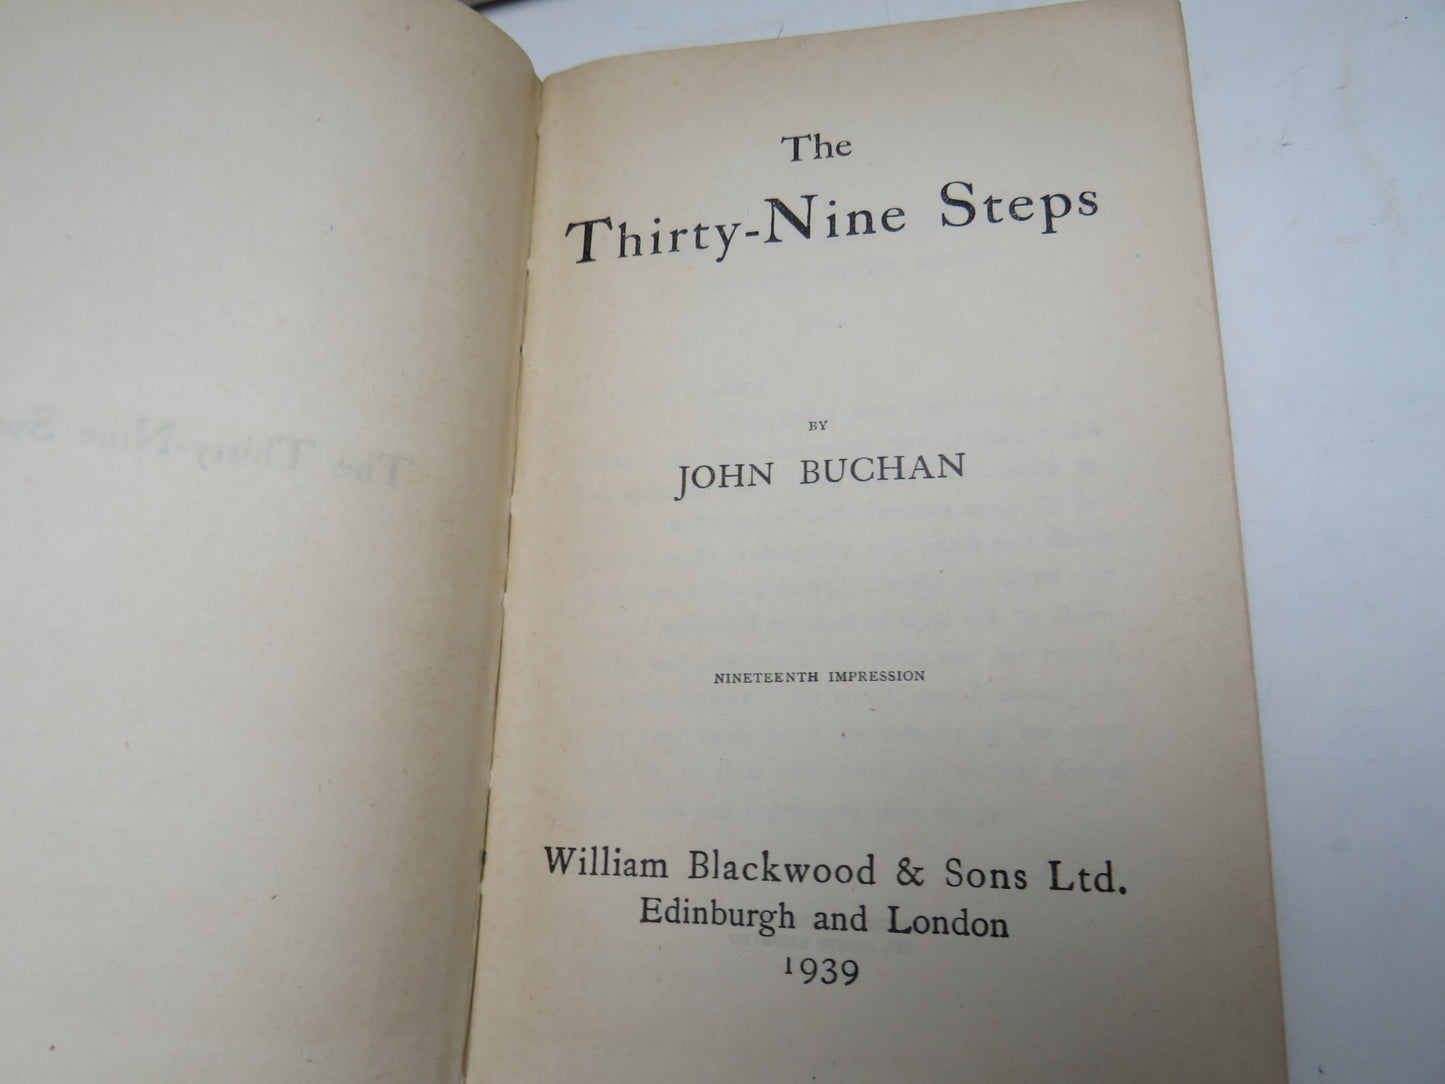 The
Thirty-Nine Steps
BY
JOHN BUCHAN
NINETEENTH IMPRESSION
William Blackwood & Sons Ltd.
Edinburgh and London
1939